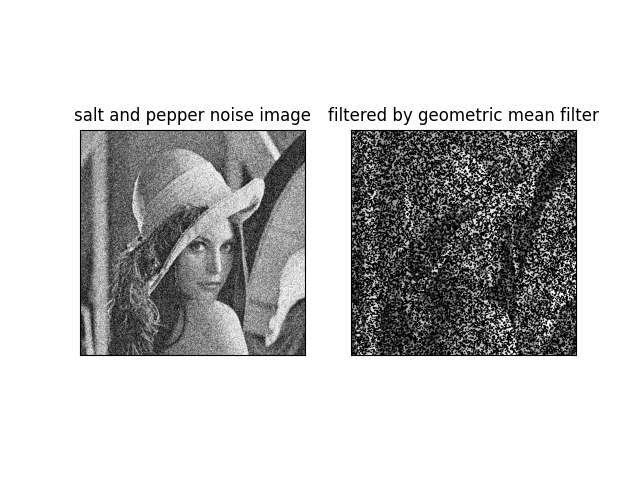 salt and pepper noise image
filtered by geometric mean filter